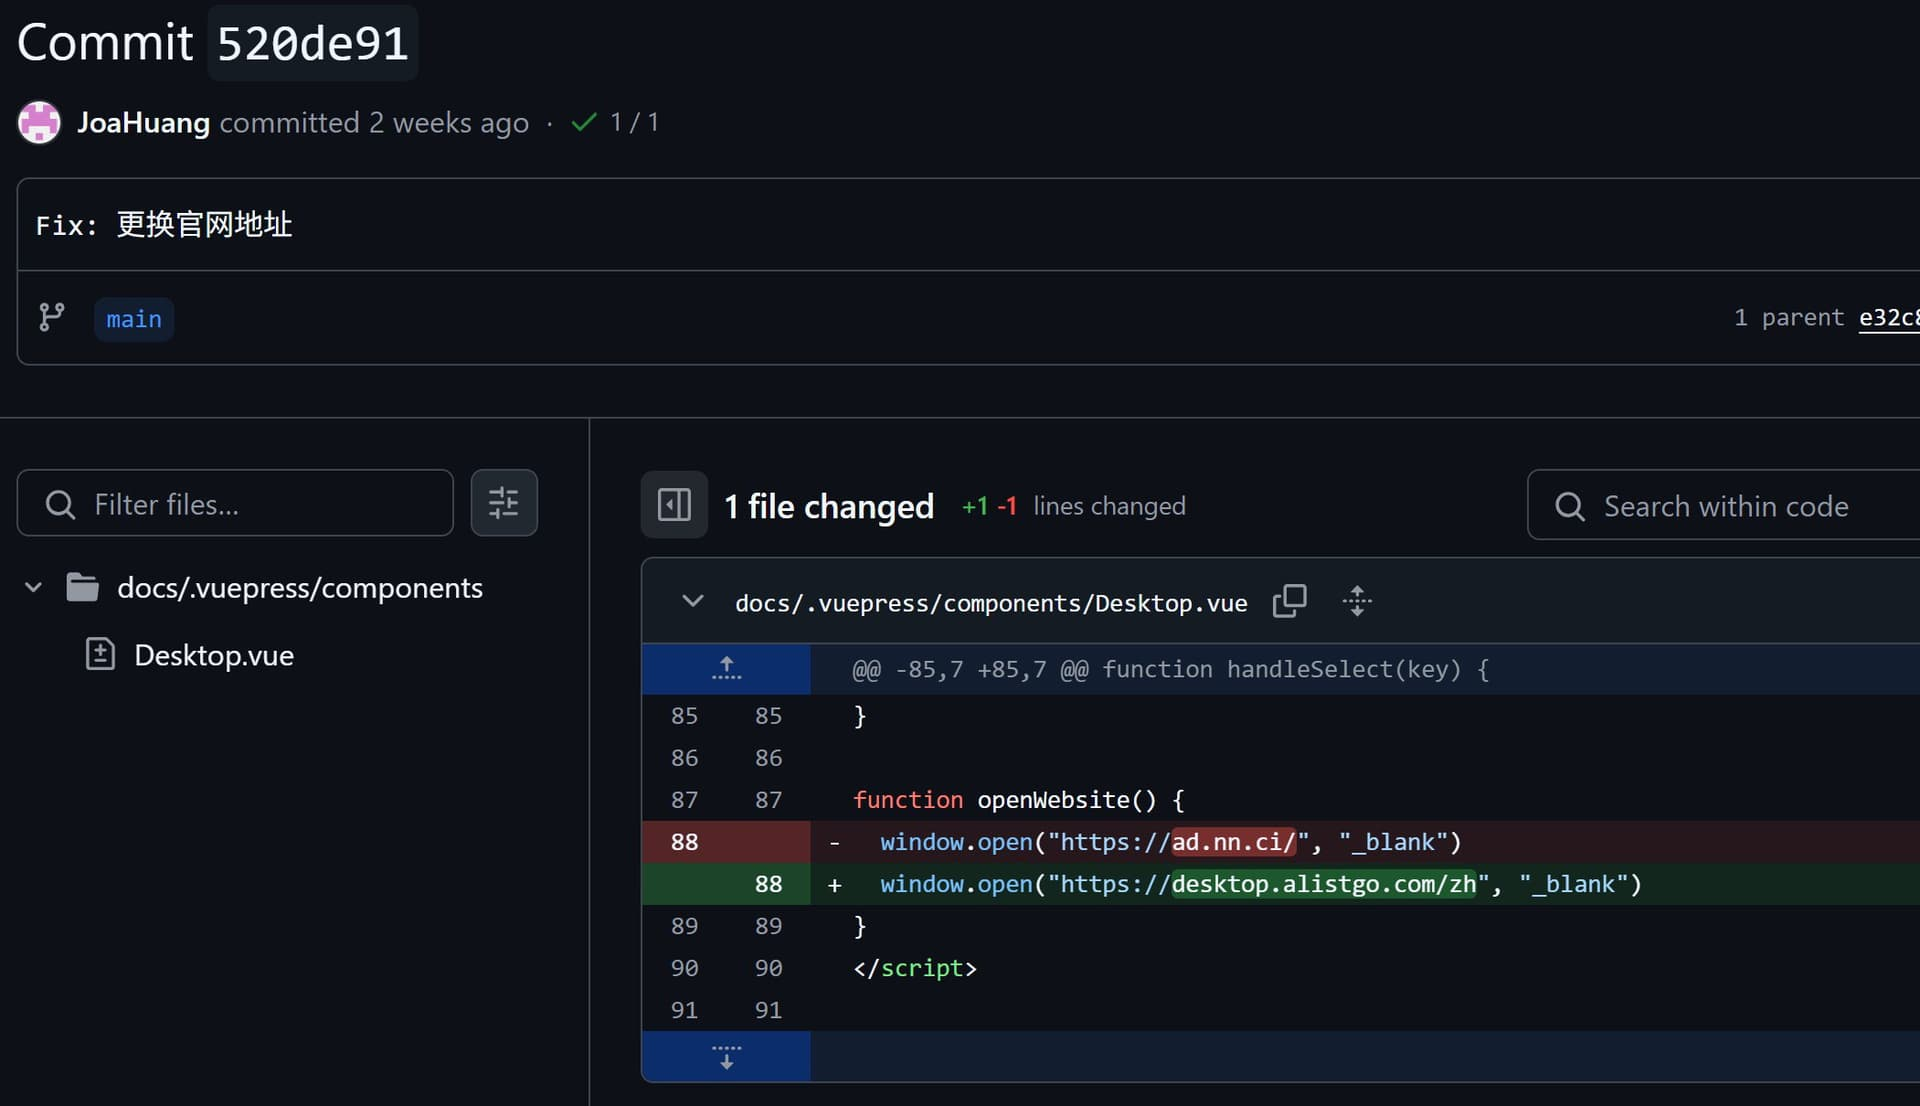 Commit 520de91
JoaHuang committed 2 weeks ago · 1 / 1
Fix: 更换官网地址
main
1 parent e32c8
Filter files...
docs/.vuepress/components
Desktop.vue
1 file changed +1 -1 lines changed
Search within code
docs/.vuepress/components/Desktop.vue
@@ -85,7 +85,7 @@ function handleSelect(key) {
85 85 }
86 86
87 87 function openWebsite() {
88 - window.open("https://ad.nn.ci/", "_blank")
88 + window.open("https://desktop.alistgo.com/zh", "_blank")
89 89 }
90 90 </script>
91 91